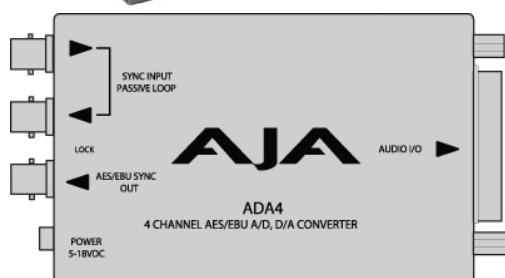 SYNC INPUT
PASSIVE LOOP
LOCK
AJA
AUDIO I/O
AES/EBU SYNC
OUT
ADA4
4 CHANNEL AES/EBU A/D, D/A CONVERTER
POWER
5-18VDC